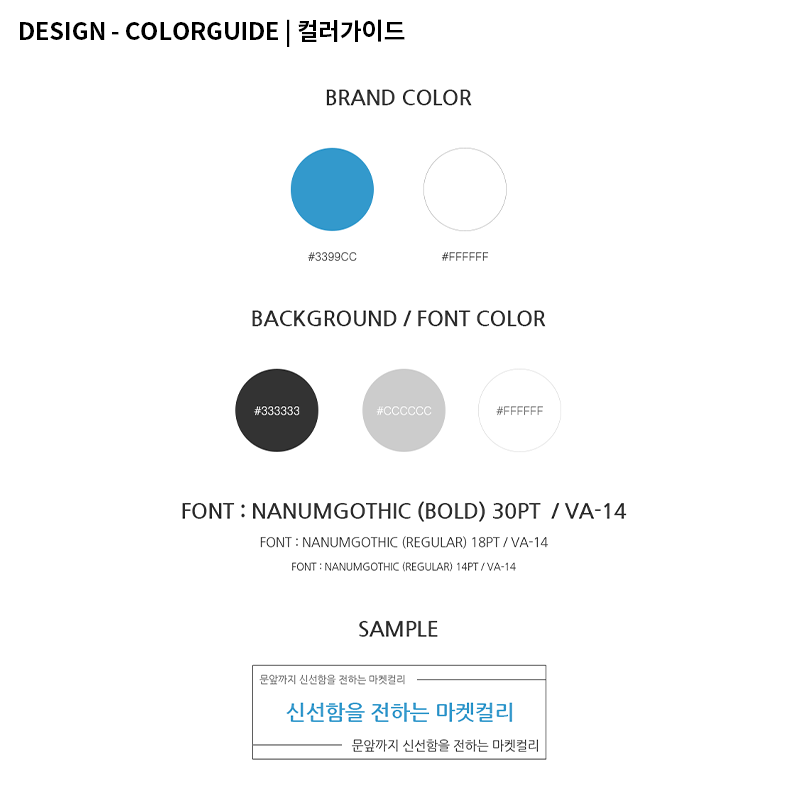 DESIGN - COLORGUIDE | 컬러가이드
BRAND COLOR
#3399CC
#FFFFFF
BACKGROUND / FONT COLOR
#333333
#CCCCCC
#FFFFFF
FONT : NANUMGOTHIC (BOLD) 30PT / VA-14
FONT : NANUMGOTHIC (REGULAR) 18PT / VA-14
FONT : NANUMGOTHIC (REGULAR) 14PT / VA-14
SAMPLE
문앞까지 신선함을 전하는 마켓컬리
신선함을 전하는 마켓컬리
문앞까지 신선함을 전하는 마켓컬리